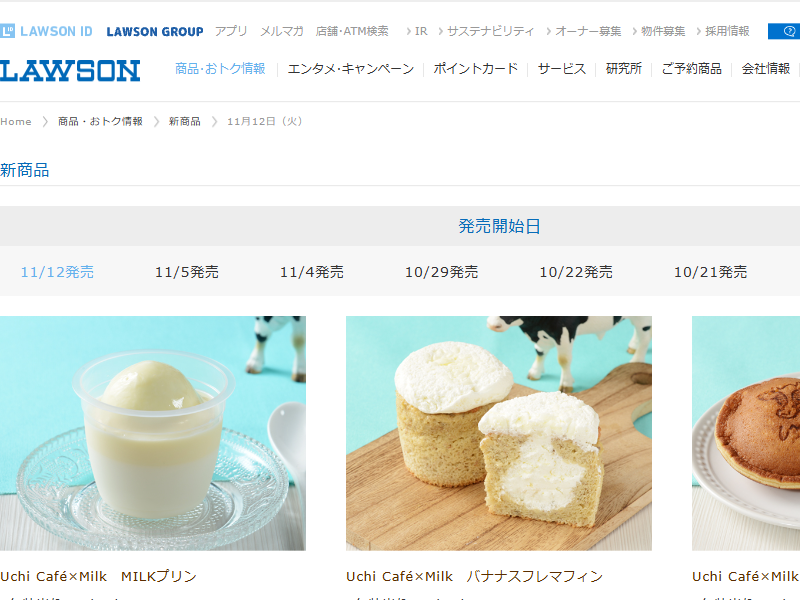 LAWSON ID LAWSON GROUP アプリ メルマガ 店舗・ATM検索 IR サステナビリティ オーナー募集 物件募集 採用情報
LAWSON 商品・おトク情報 エンタメ・キャンペーン ポイントカード サービス 研究所 ご予約商品 会社情報
Home 商品・おトク情報 新商品 11月12日（火）
新商品
発売開始日
11/12発売 11/5発売 11/4発売 10/29発売 10/22発売 10/21発売
Uchi Café×Milk MILKプリン
Uchi Café×Milk バナナスフレマフィン
Uchi Café×Milk